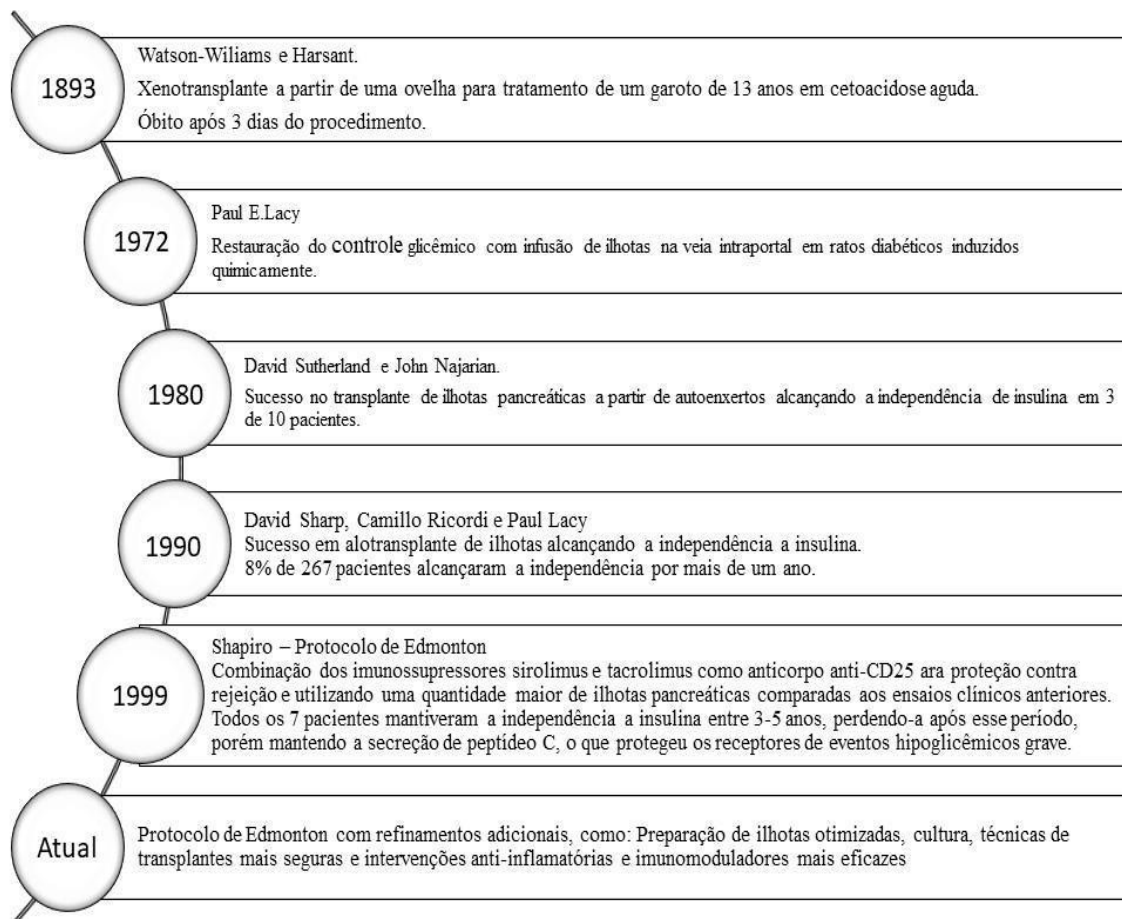 1893
Watson-Wiliams e Harsant.
Xenotransplante a partir de uma ovelha para tratamento de um garoto de 13 anos em cetoacidose aguda.
Óbito após 3 dias do procedimento.
1972
Paul E.Lacy
Restauração do controle glicêmico com infusão de ilhotas na veia intraportal em ratos diabéticos induzidos
quimicamente.
1980
David Sutherland e John Najarian.
Sucesso no transplante de ilhotas pancreáticas a partir de autoenxertos alcançando a independência de insulina em 3
de 10 pacientes.
1990
David Sharp, Camillo Ricordi e Paul Lacy
Sucesso em alotransplante de ilhotas alcançando a independência a insulina.
8% de 267 pacientes alcançaram a independência por mais de um ano.
1999
Shapiro – Protocolo de Edmonton
Combinação dos imunossupressores sirolimus e tacrolimus como anticorpo anti-CD25 ara proteção contra
rejeição e utilizando uma quantidade maior de ilhotas pancreáticas comparadas aos ensaios clínicos anteriores.
Todos os 7 pacientes mantiveram a independência a insulina entre 3-5 anos, perdendo-a após esse período,
porém mantendo a secreção de peptídeo C, o que protegeu os receptores de eventos hipoglicêmicos grave.
Atual
Protocolo de Edmonton com refinamentos adicionais, como: Preparação de ilhotas otimizadas, cultura, técnicas de
transplantes mais seguras e intervenções anti-inflamatórias e imunomoduladores mais eficazes